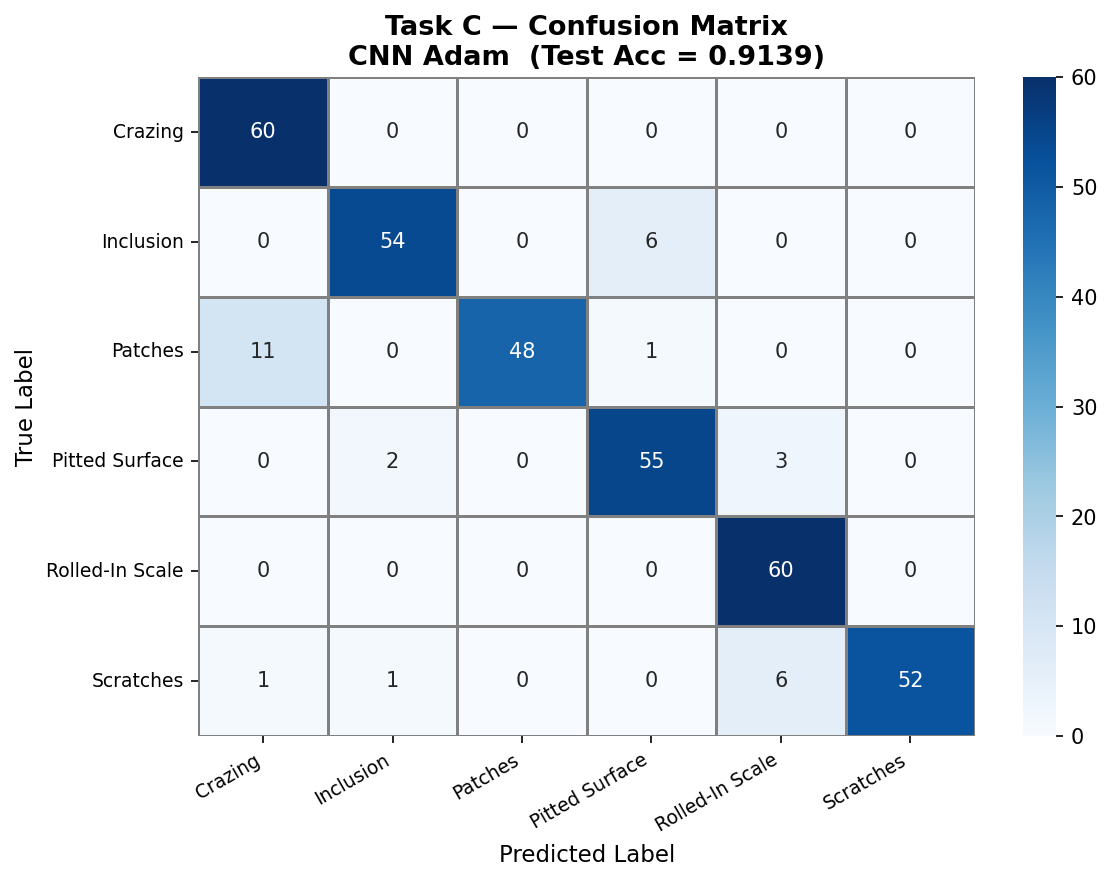 Task C — Confusion Matrix
CNN Adam  (Test Acc = 0.9139)
True Label
Crazing 60 0 0 0 0 0
Inclusion 0 54 0 6 0 0
Patches 11 0 48 1 0 0
Pitted Surface 0 2 0 55 3 0
Rolled-In Scale 0 0 0 0 60 0
Scratches 1 1 0 0 6 52
Crazing Inclusion Patches Pitted Surface Rolled-In Scale Scratches
Predicted Label
60
50
40
30
20
10
0